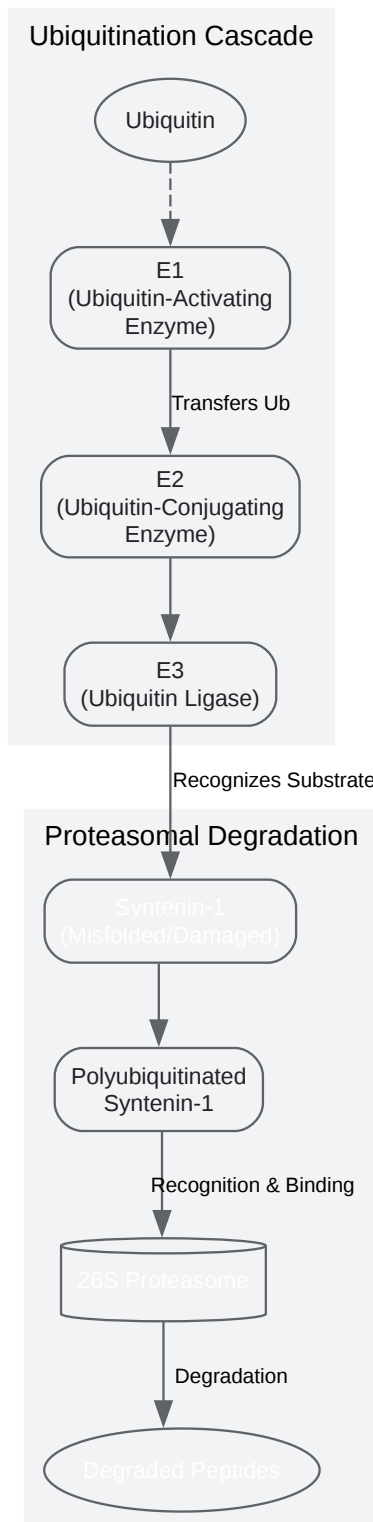 Ubiquitination Cascade
Ubiquitin
E1
(Ubiquitin-Activating
Enzyme)
Transfers Ub
E2
(Ubiquitin-Conjugating
Enzyme)
E3
(Ubiquitin Ligase)
Recognizes Substrate
Proteasomal Degradation
Syntenin-1
(Misfolded/Damaged)
Polyubiquitinated
Syntenin-1
Recognition & Binding
26S Proteasome
Degradation
Degraded Peptides